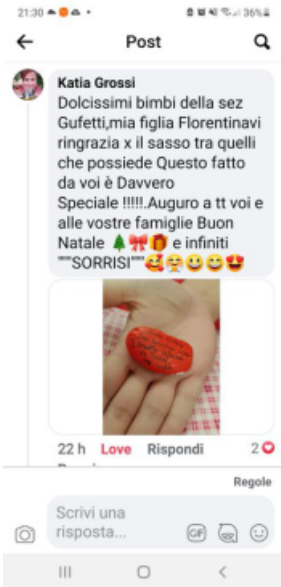 21:30
36%
Post
Katia Grossi
Dolcissimi bimbi della sez
Gufetti,mia figlia Florentinavi
ringrazia x il sasso tra quelli
che possiede Questo fatto
da voi è Davvero
Speciale !!!!!.Auguro a tt voi e
alle vostre famiglie Buon
Natale 🌲🎀🎁 e infiniti
"""SORRISI"""🥰😤😃😃😍
22 h Love Rispondi 2
Regole
Scrivi una
risposta...
GIF